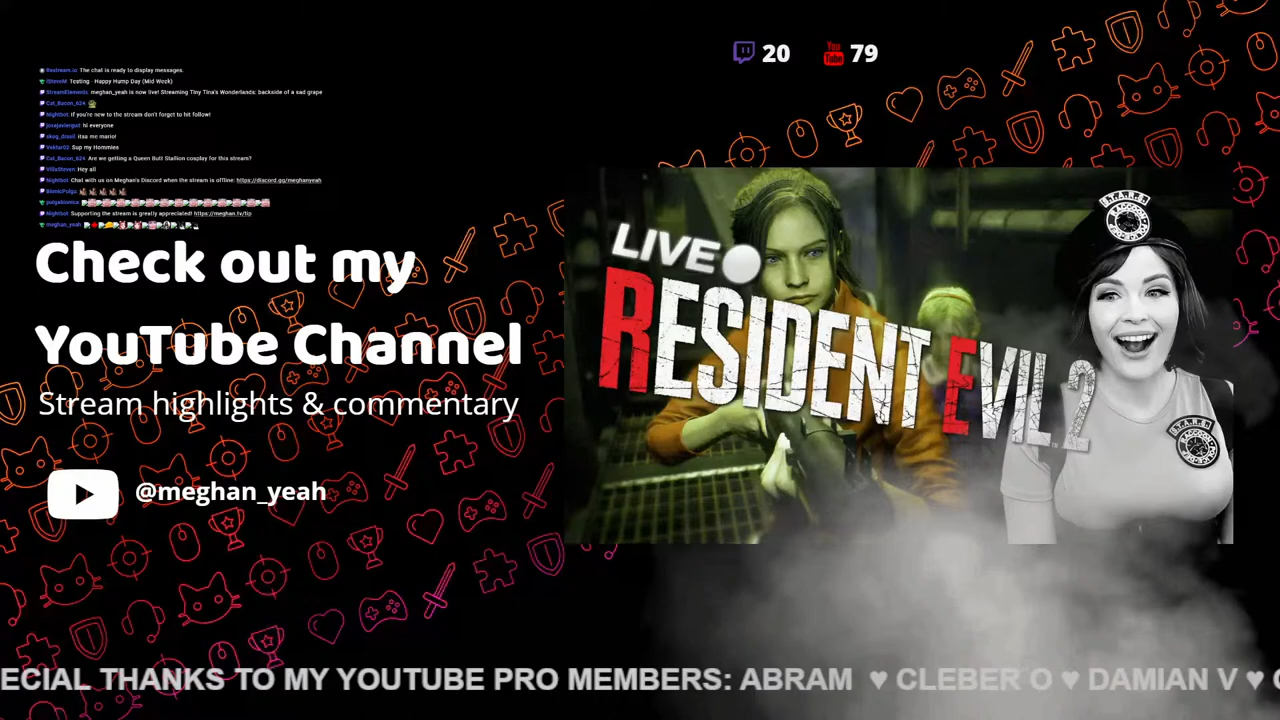 20
79
Restream.io The chat is ready to display messages.
Testing - Happy Hump Day (Mid Week)
StreamElements meghan_yeah is now live! Streaming Tiny Tina's Wonderlands: backside of a sad grape
Cat_Bacon_624
Nightbot If you're new to the stream don't forget to hit follow!
hi everyone
itsa me mario!
Sup my Hommies
Cat_Bacon_624 Are we getting a Queen Butt Stallion cosplay for this stream?
VillaSteven Hey all
Nightbot Chat with us on Meghan's Discord when the stream is offline: https://discord.gg/meghanyeah
BionicPulgu
Nightbot Supporting the stream is greatly appreciated! https://meghan.tv/tip
meghan_yeah
Check out my
YouTube Channel
Stream highlights & commentary
@meghan_yeah
LIVE
RESIDENT EVIL 2
S.T.A.R.S.
S.T.A.R.S.
ECIAL THANKS TO MY YOUTUBE PRO MEMBERS: ABRAM ♥ CLEBER O ♥ DAMIAN V ♥